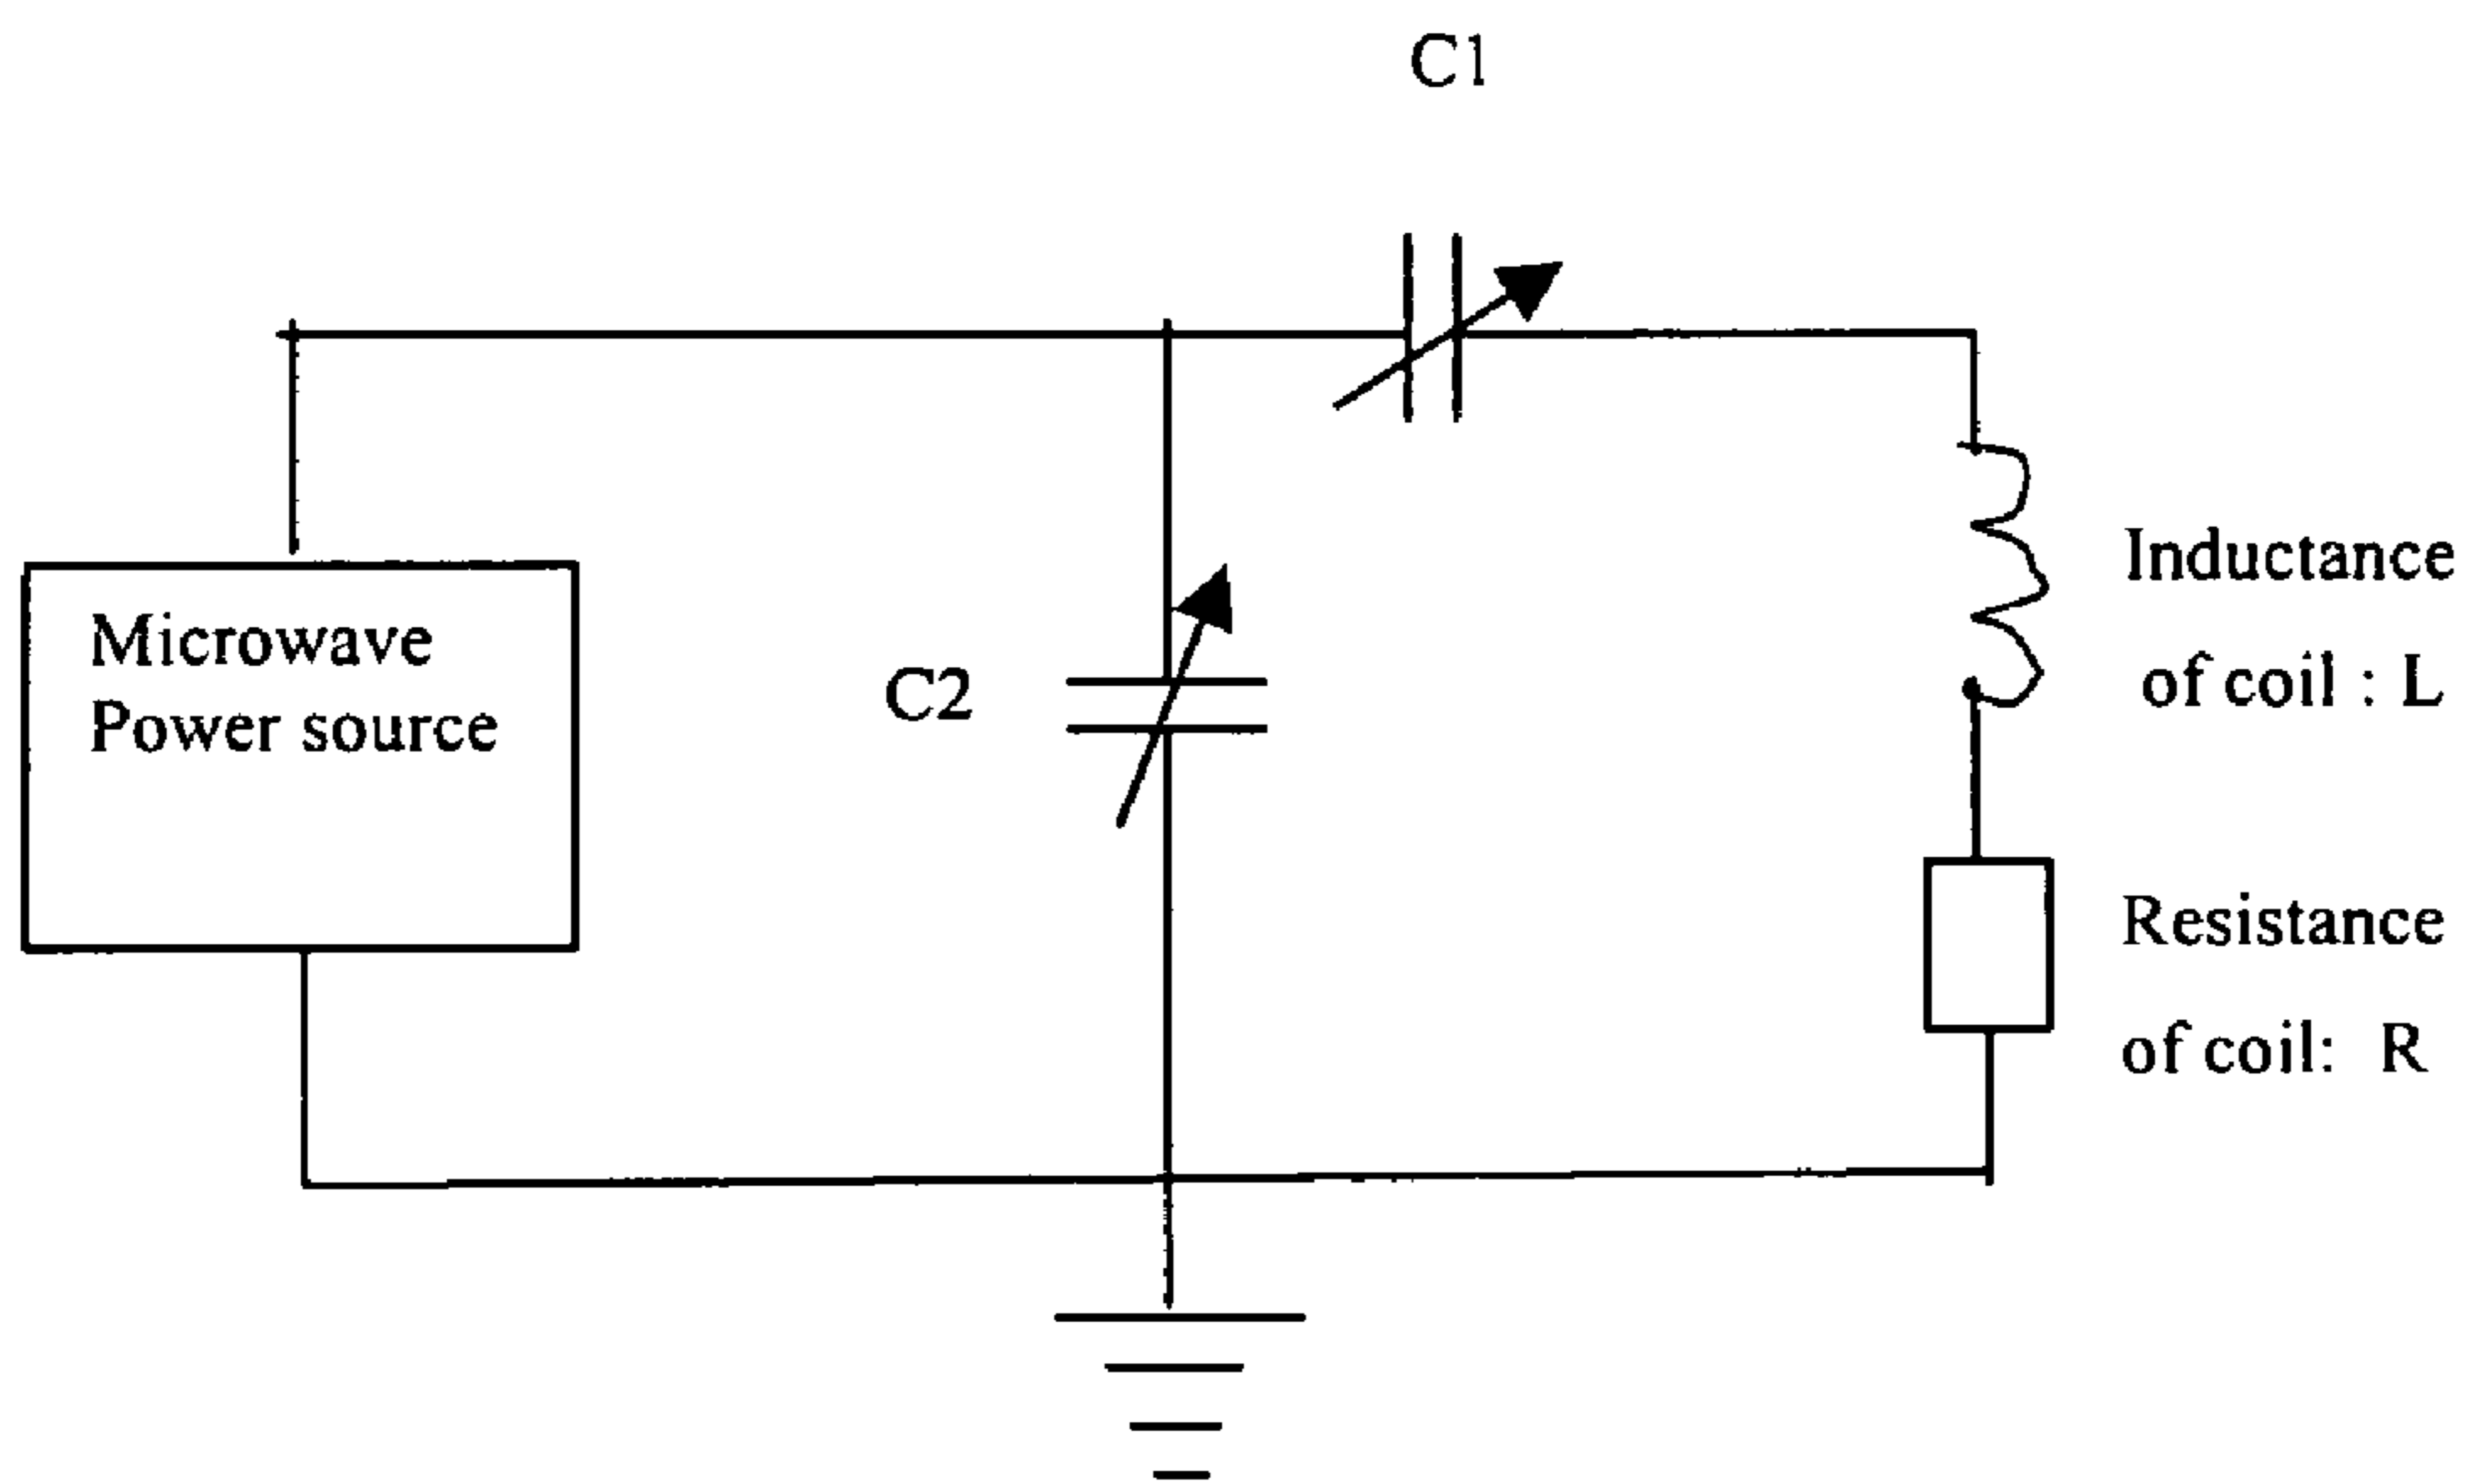 C1
Microwave
Power source
C2
Inductance
of coil : L
Resistance
of coil: R